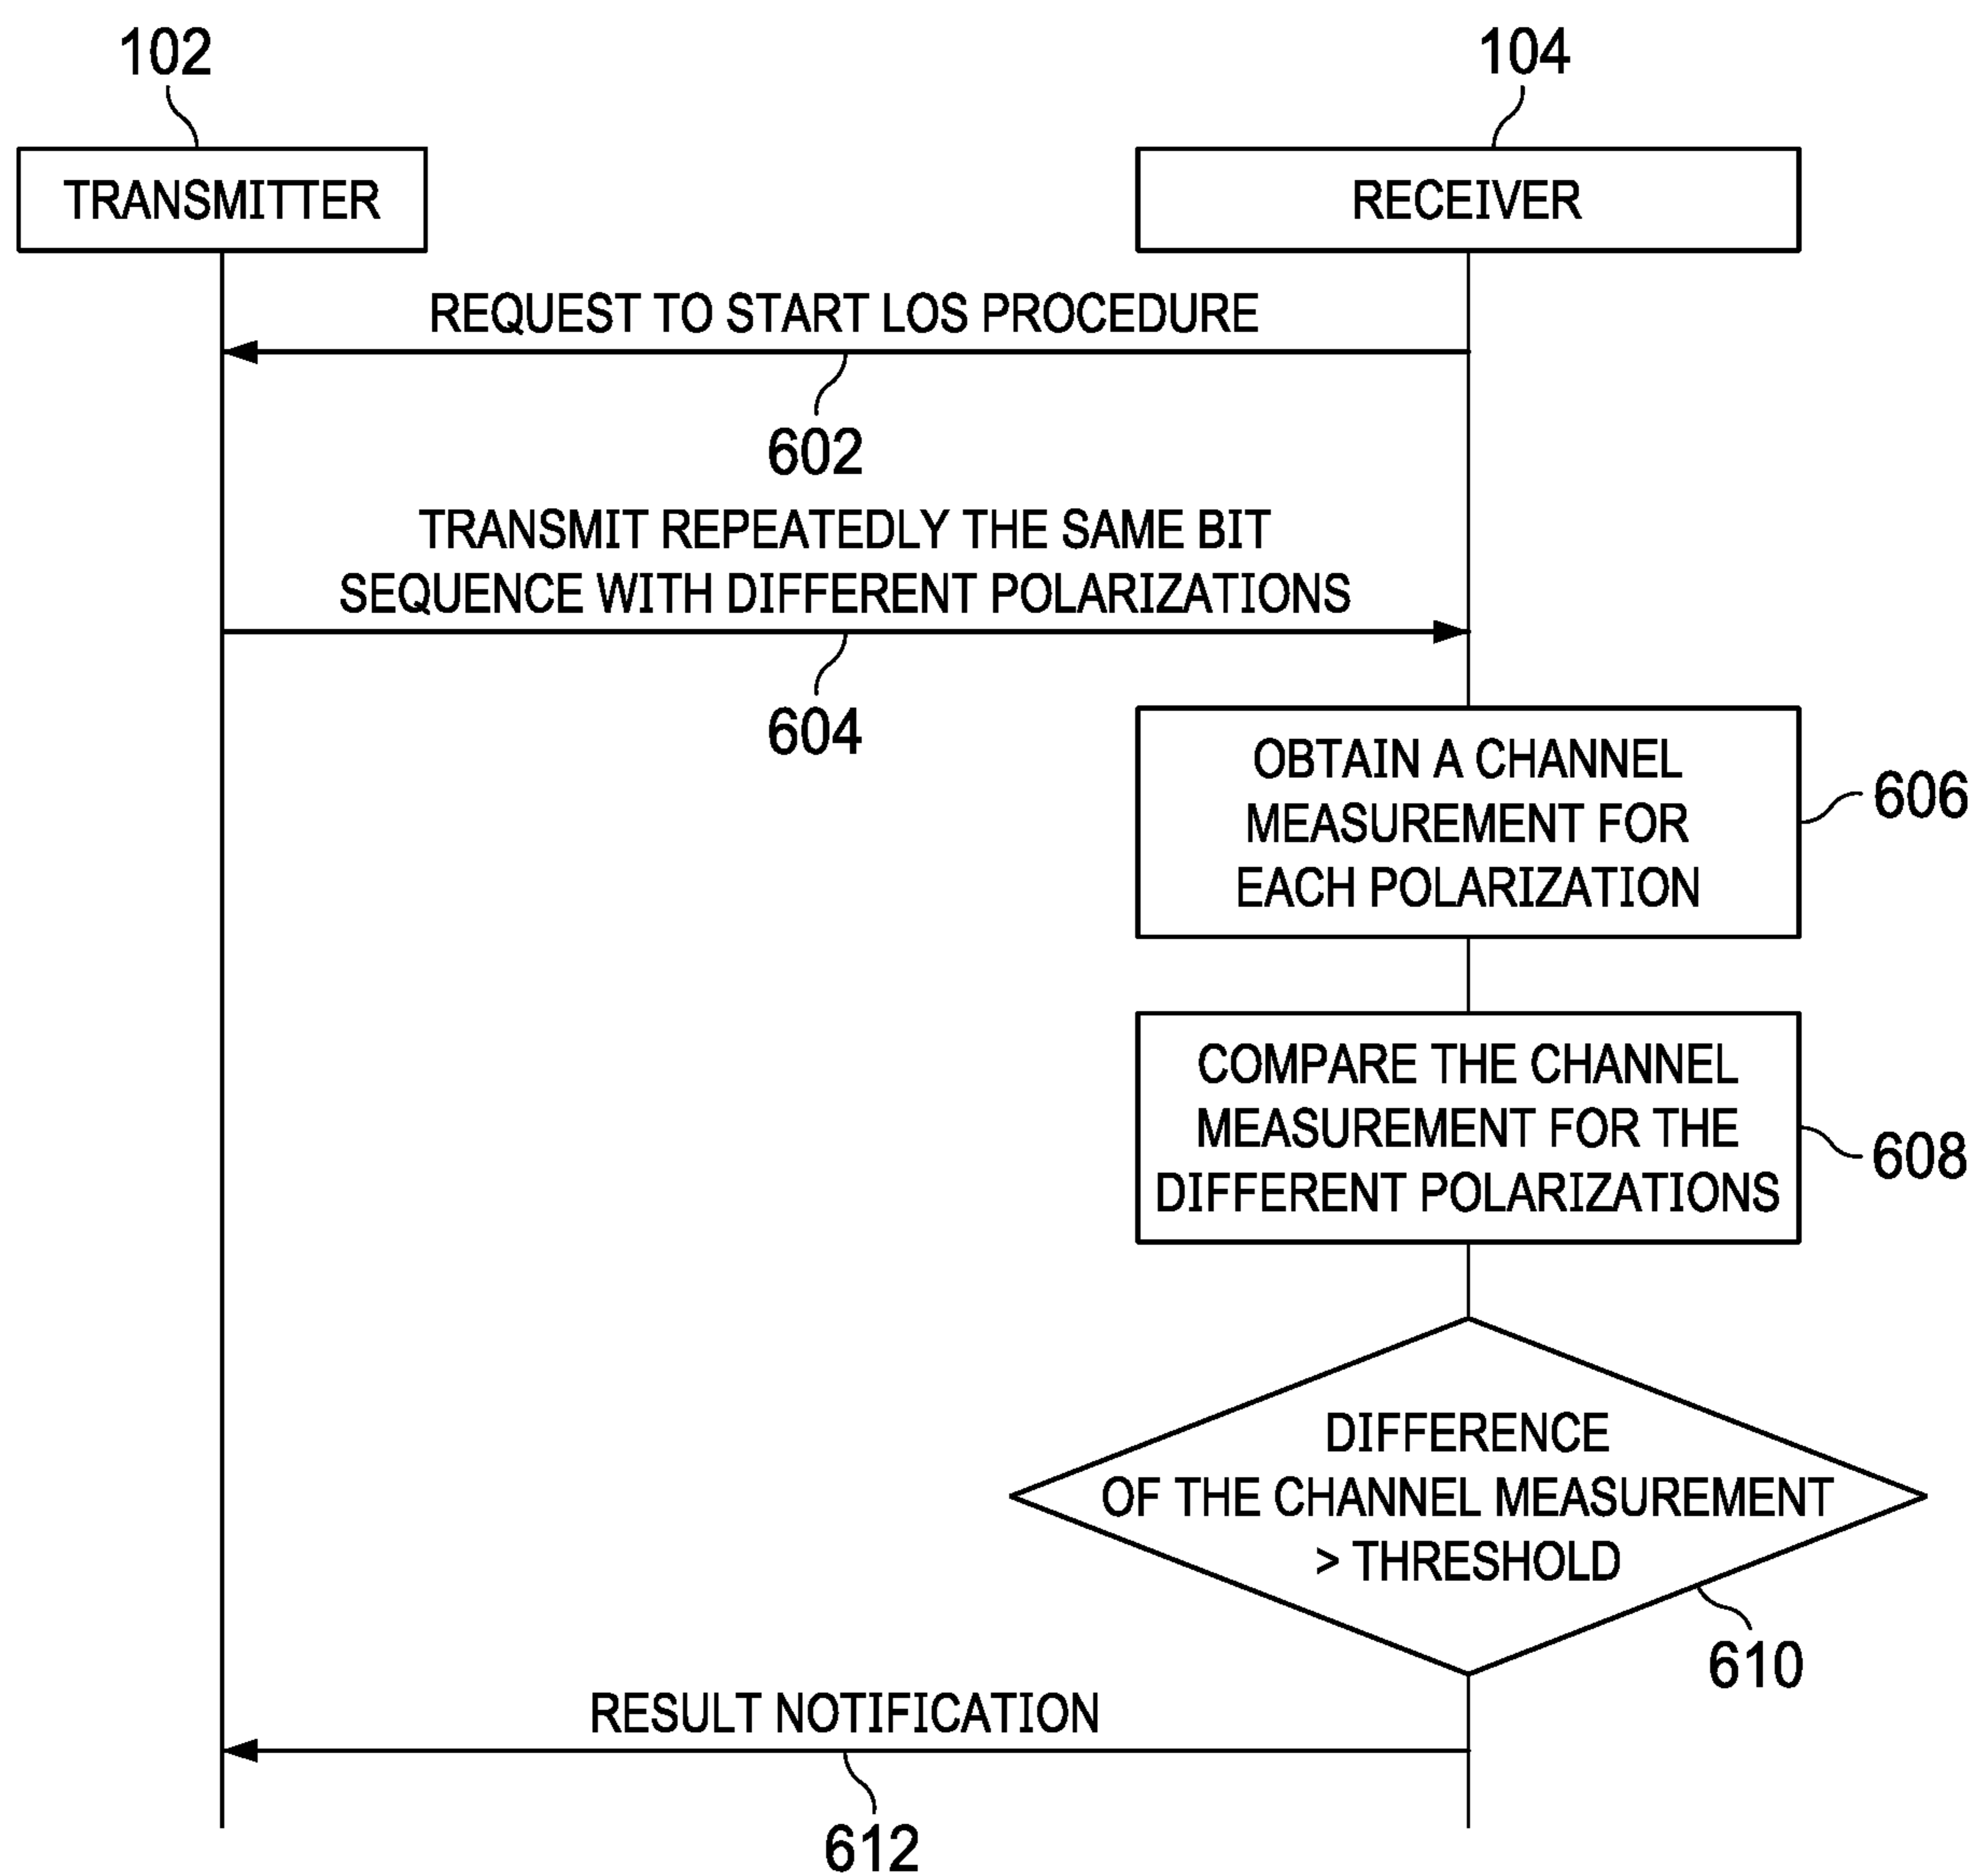 102
104
TRANSMITTER
RECEIVER
REQUEST TO START LOS PROCEDURE
602
TRANSMIT REPEATEDLY THE SAME BIT
SEQUENCE WITH DIFFERENT POLARIZATIONS
604
OBTAIN A CHANNEL
MEASUREMENT FOR
EACH POLARIZATION
606
COMPARE THE CHANNEL
MEASUREMENT FOR THE
DIFFERENT POLARIZATIONS
608
DIFFERENCE
OF THE CHANNEL MEASUREMENT
> THRESHOLD
610
RESULT NOTIFICATION
612